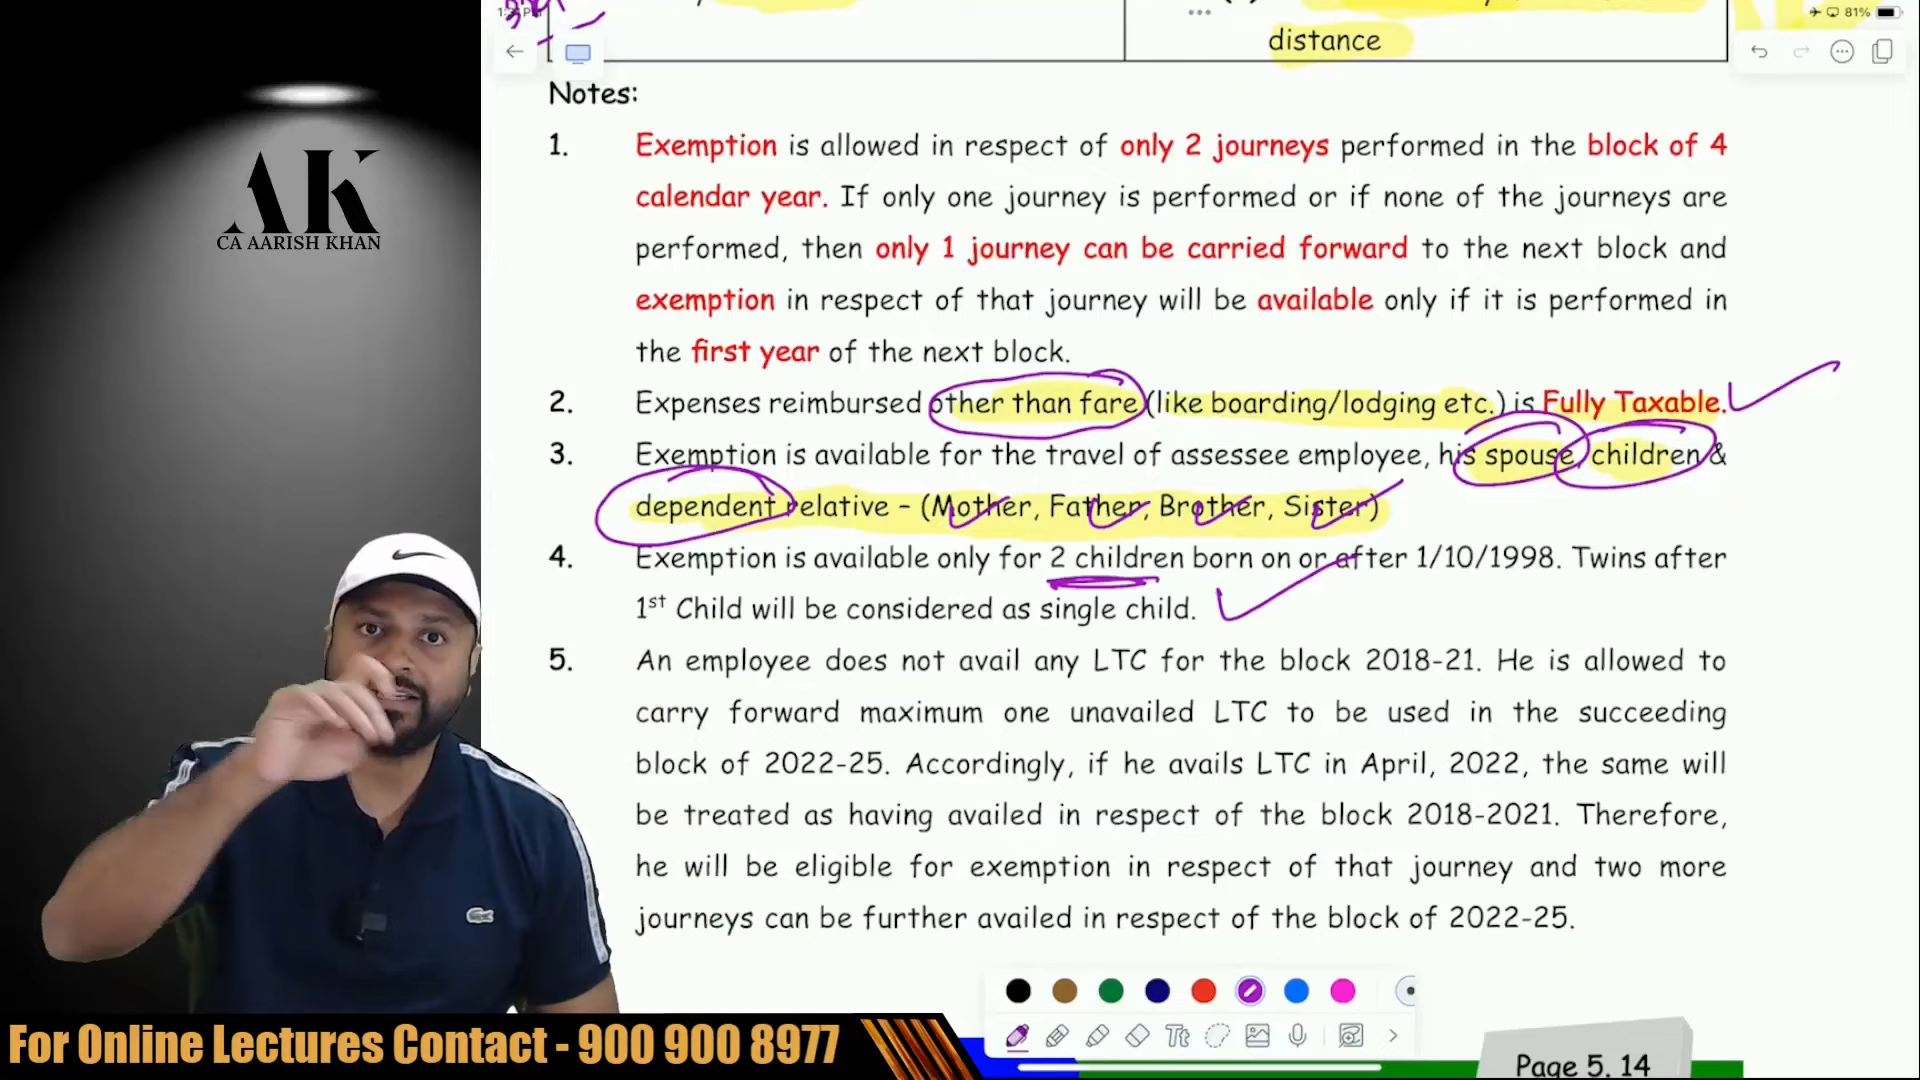 81%
distance
Notes:
1. Exemption is allowed in respect of only 2 journeys performed in the block of 4
calendar year. If only one journey is performed or if none of the journeys are
performed, then only 1 journey can be carried forward to the next block and
exemption in respect of that journey will be available only if it is performed in
the first year of the next block.
2. Expenses reimbursed other than fare (like boarding/lodging etc.) is Fully Taxable.
3. Exemption is available for the travel of assessee employee, his spouse, children &
dependent relative – (Mother, Father, Brother, Sister)
4. Exemption is available only for 2 children born on or after 1/10/1998. Twins after
1st Child will be considered as single child.
5. An employee does not avail any LTC for the block 2018-21. He is allowed to
carry forward maximum one unavailed LTC to be used in the succeeding
block of 2022-25. Accordingly, if he avails LTC in April, 2022, the same will
be treated as having availed in respect of the block 2018-2021. Therefore,
he will be eligible for exemption in respect of that journey and two more
journeys can be further availed in respect of the block of 2022-25.
AK
CA AARISH KHAN
Tt
For Online Lectures Contact - 900 900 8977
Page 5. 14